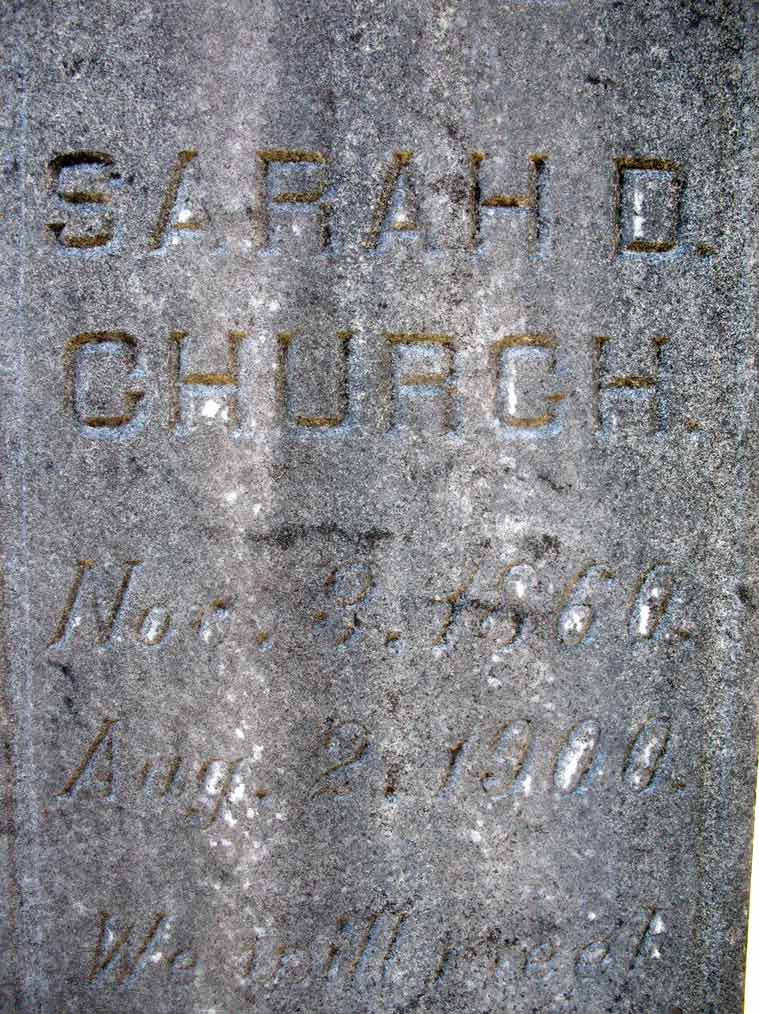 SARAH D.
CHURCH.
Nov. 3, 1860.
Aug. 2, 1900.
We will meet